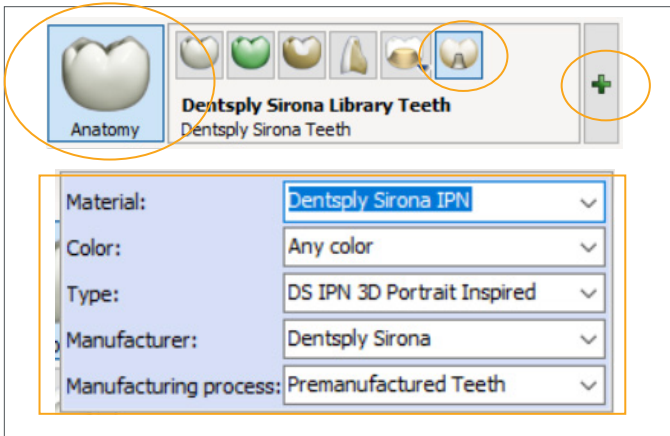 Anatomy
Dentsply Sirona Library Teeth
Dentsply Sirona Teeth
Material: Dentsply Sirona IPN
Color: Any color
Type: DS IPN 3D Portrait Inspired
Manufacturer: Dentsply Sirona
Manufacturing process: Premanufactured Teeth